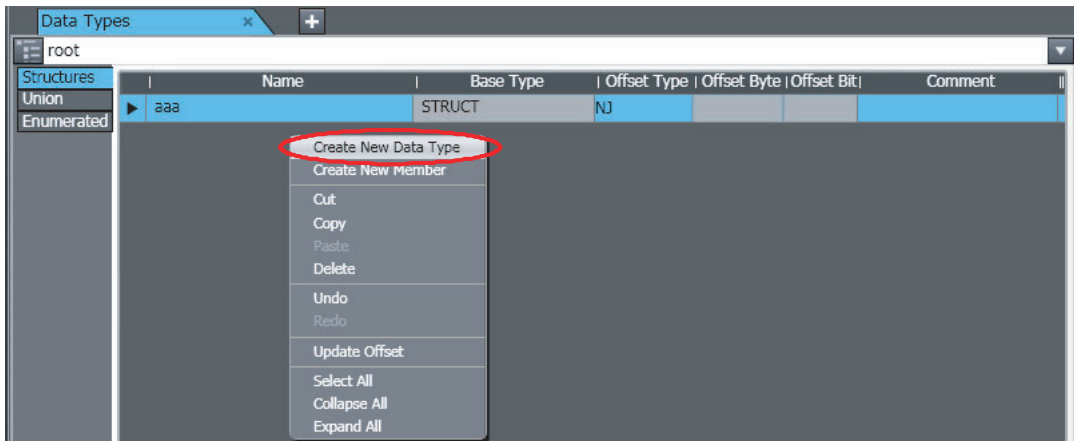 Data Types × +
root
Structures
Union
Enumerated
Name Base Type Offset Type Offset Byte Offset Bit Comment
aaa STRUCT NJ
Create New Data Type
Create New Member
Cut
Copy
Paste
Delete
Undo
Redo
Update Offset
Select All
Collapse All
Expand All